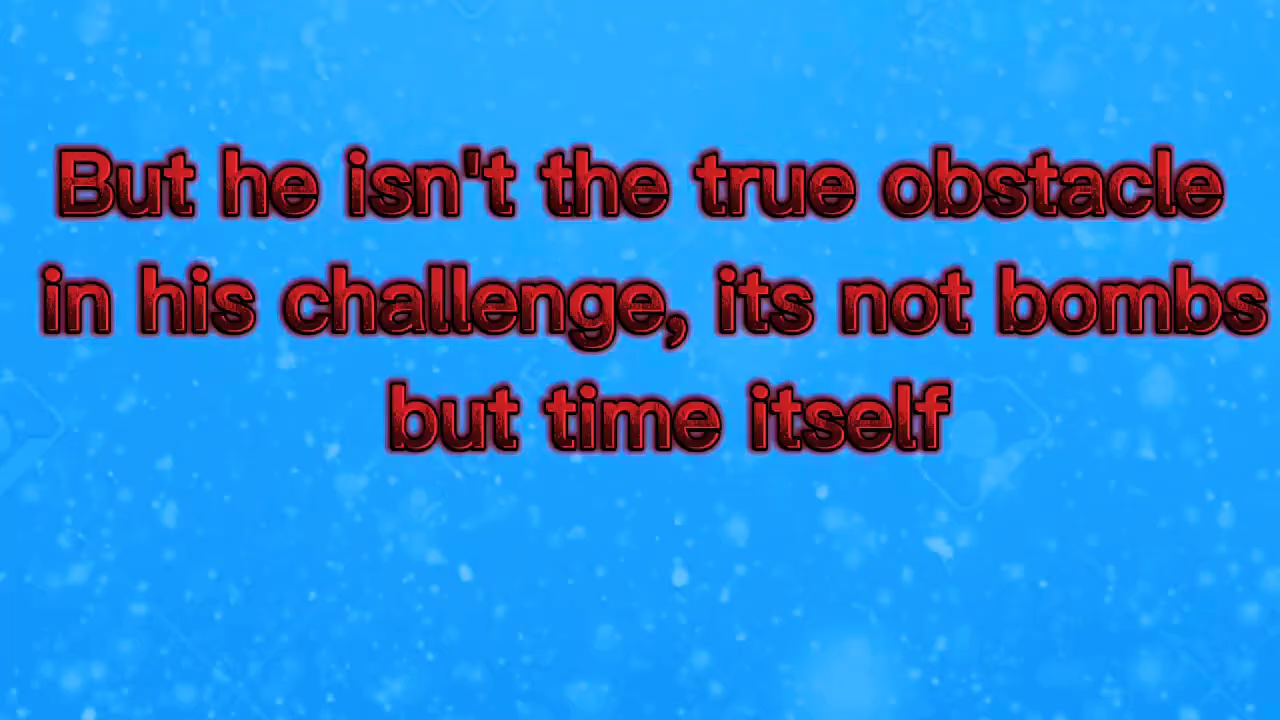 But he isn't the true obstacle
in his challenge, its not bombs
but time itself